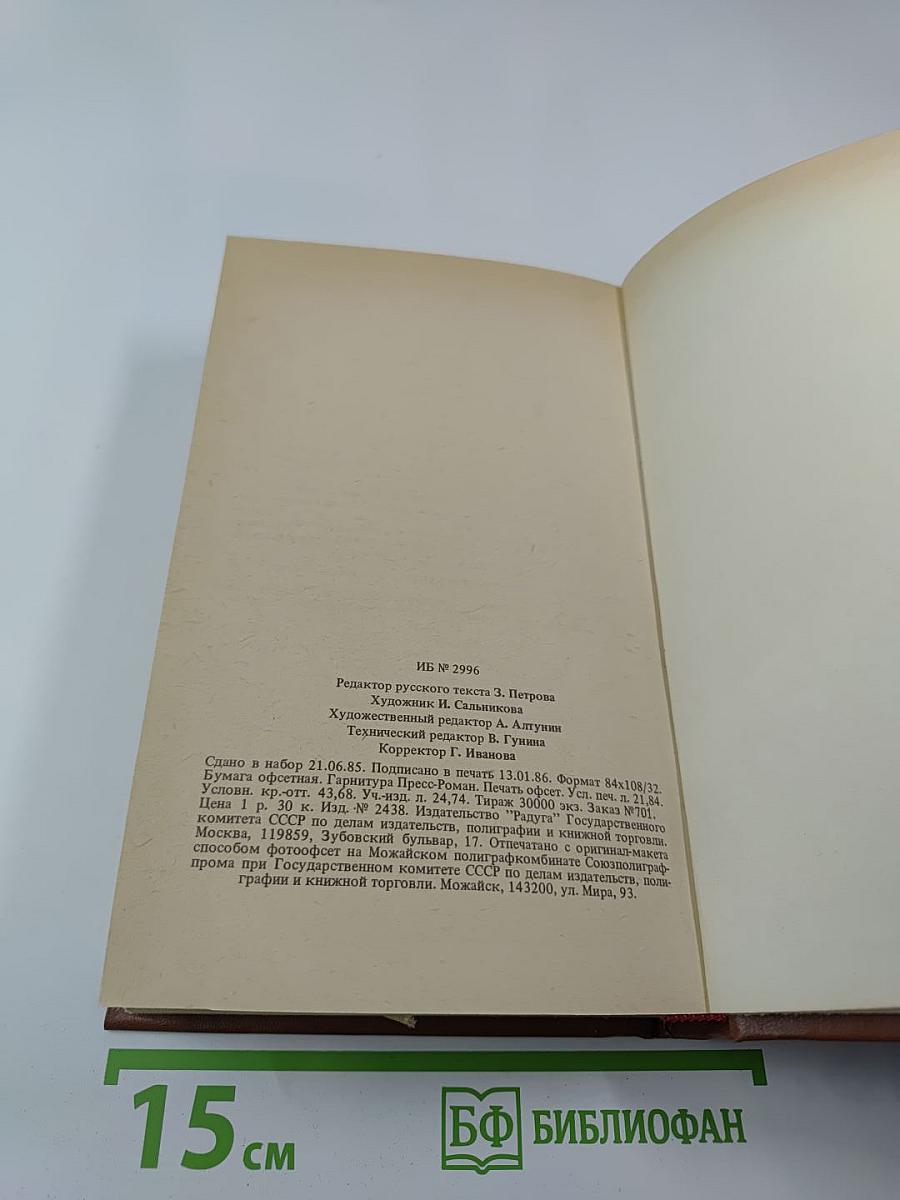 ИБ № 2996
Редактор русского текста З. Петрова
Художник И. Сальникова
Художественный редактор А. Алтунин
Технический редактор В. Гунина
Корректор Г. Иванова
Сдано в набор 21.06.85. Подписано в печать 13.01.86. Формат 84х108/32.
Бумага офсетная. Гарнитура Пресс-Роман. Печать офсет. Усл. печ. л. 21,84.
Условн. кр.-отт. 43,68. Уч.-изд. л. 24,74. Тираж 30000 экз. Заказ №701.
Цена 1 р. 30 к. Изд. № 2438. Издательство "Радуга" Государственного
комитета СССР по делам издательств, полиграфии и книжной торговли.
Москва, 119859, Зубовский бульвар, 17. Отпечатано с оригинал-макета
способом фотоофсет на Можайском полиграфкомбинате Союзполиграф-
прома при Государственном комитете СССР по делам издательств, поли-
графии и книжной торговли. Можайск, 143200, ул. Мира, 93.
15 см
БФ БИБЛИОФАН